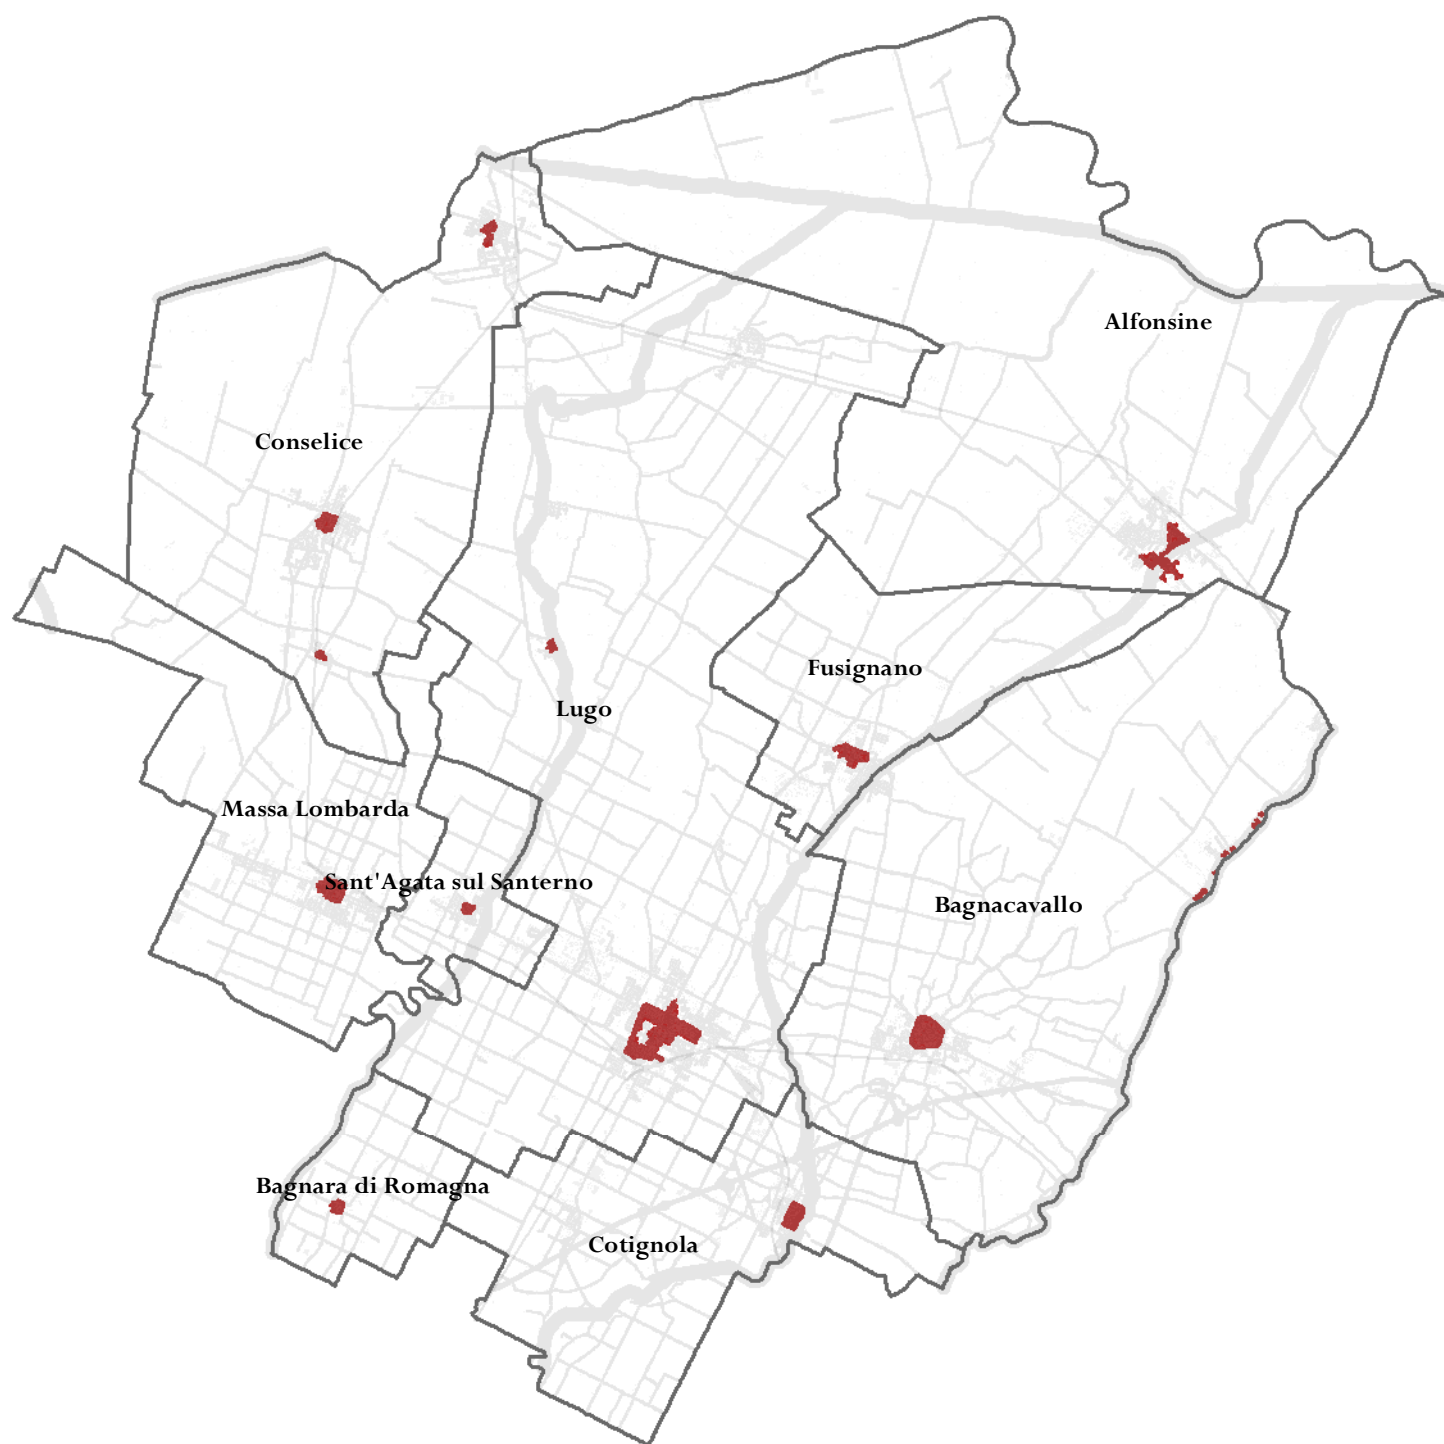 Alfonsine
Conselice
Fusignano
Lugo
Massa Lombarda
Sant'Agata sul Santerno
Bagnacavallo
Bagnara di Romagna
Cotignola